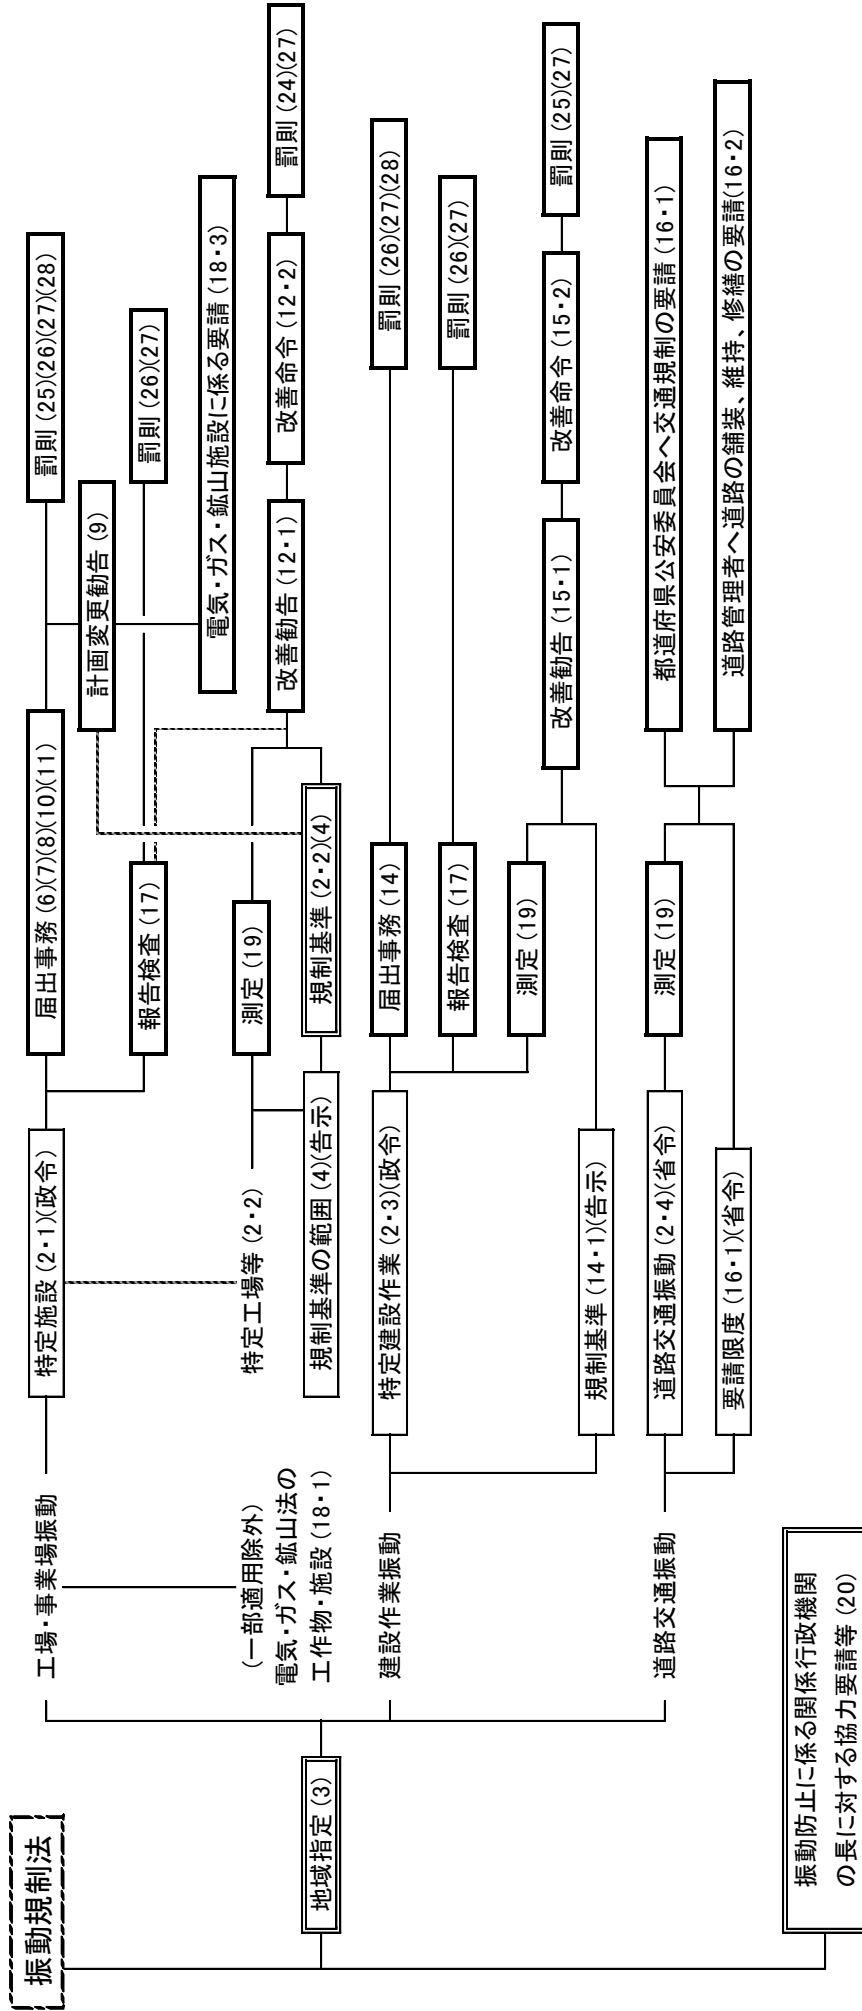 振動規制法
地域指定 (3)
振動防止に係る関係行政機関
の長に対する協力要請等 (20)
工場・事業場振動
(一部適用除外)
電気・ガス・鉱山法の
工作物・施設 (18・1)
特定施設 (2・1)(政令)
特定工場等 (2・2)
規制基準の範囲 (4)(告示)
届出事務 (6)(7)(8)(10)(11)
報告検査 (17)
測定 (19)
規制基準 (2・2)(4)
罰則 (25)(26)(27)(28)
計画変更勧告 (9)
罰則 (26)(27)
電気・ガス・鉱山施設に係る要請 (18・3)
改善勧告 (12・1)
改善命令 (12・2)
罰則 (24)(27)
建設作業振動
特定建設作業 (2・3)(政令)
規制基準 (14・1)(告示)
届出事務 (14)
報告検査 (17)
測定 (19)
罰則 (26)(27)(28)
罰則 (26)(27)
改善勧告 (15・1)
改善命令 (15・2)
罰則 (25)(27)
道路交通振動
道路交通振動 (2・4)(省令)
要請限度 (16・1)(省令)
測定 (19)
都道府県公安委員会へ交通規制の要請 (16・1)
道路管理者へ道路の舗装、維持、修繕の要請(16・2)